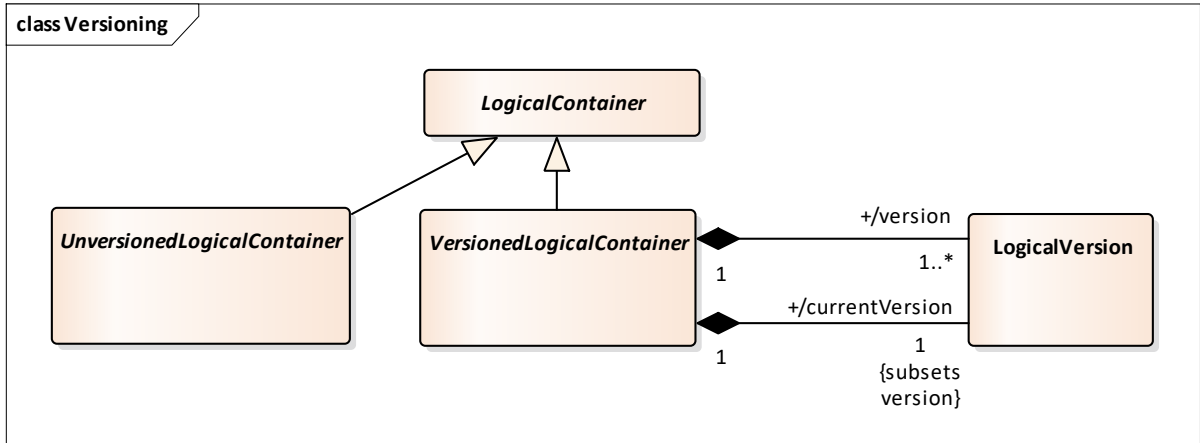 class Versioning
LogicalContainer
UnversionedLogicalContainer
VersionedLogicalContainer
+/version
1
1..*
LogicalVersion
+/currentVersion
1
1
{subsets
version}